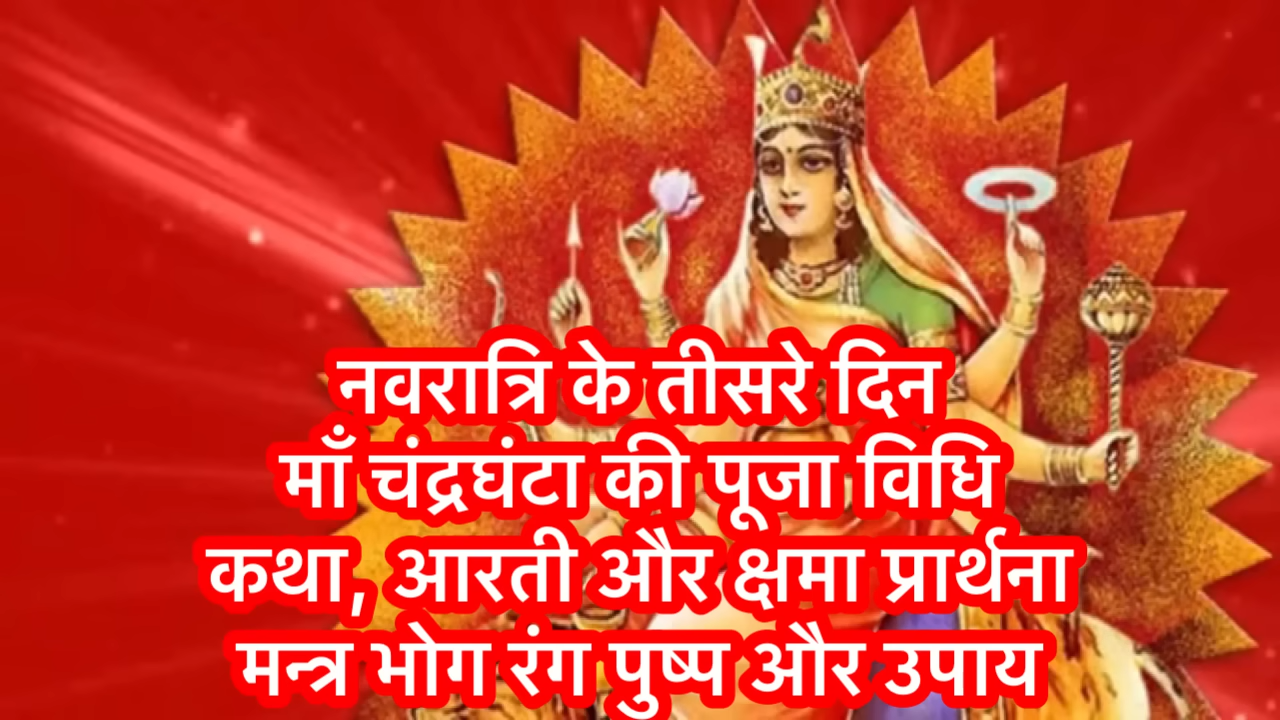 नवरात्रि के तीसरे दिन
माँ चंद्रघंटा की पूजा विधि
कथा, आरती और क्षमा प्रार्थना
मन्त्र भोग रंग पुष्प और उपाय